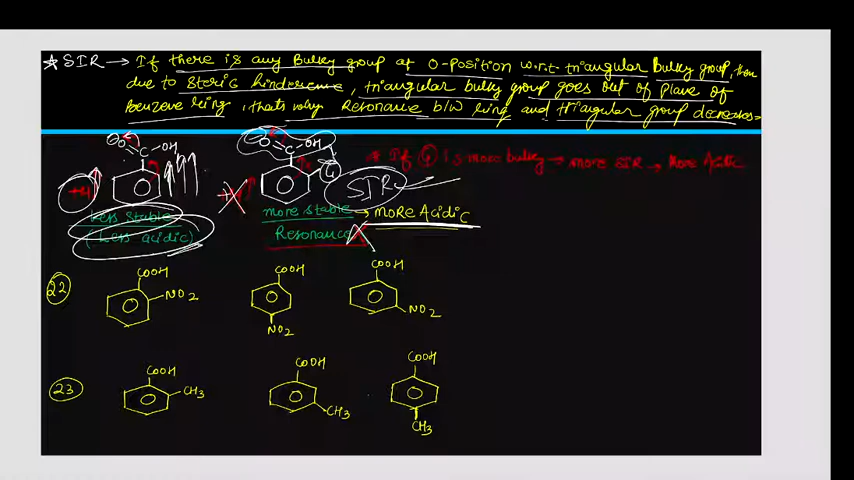 * SIR → If there is any Bulky group at O-Position w.r.t. triangular Bulky group, then
due to Steric hinderence, triangular bulky group goes out of plane of
Benzene Ring, that's why Resonance b/w Ring and triangular group decreases.
O=C-OH
+M
Less Stable
(Less acidic)
O=C-OH
G
SIR
more Stable → MORE Acidic
Resonance
* If G is more bulky → more SIR → More Acidic
22
COOH
NO2
COOH
NO2
COOH
NO2
23
COOH
CH3
COOH
CH3
COOH
CH3